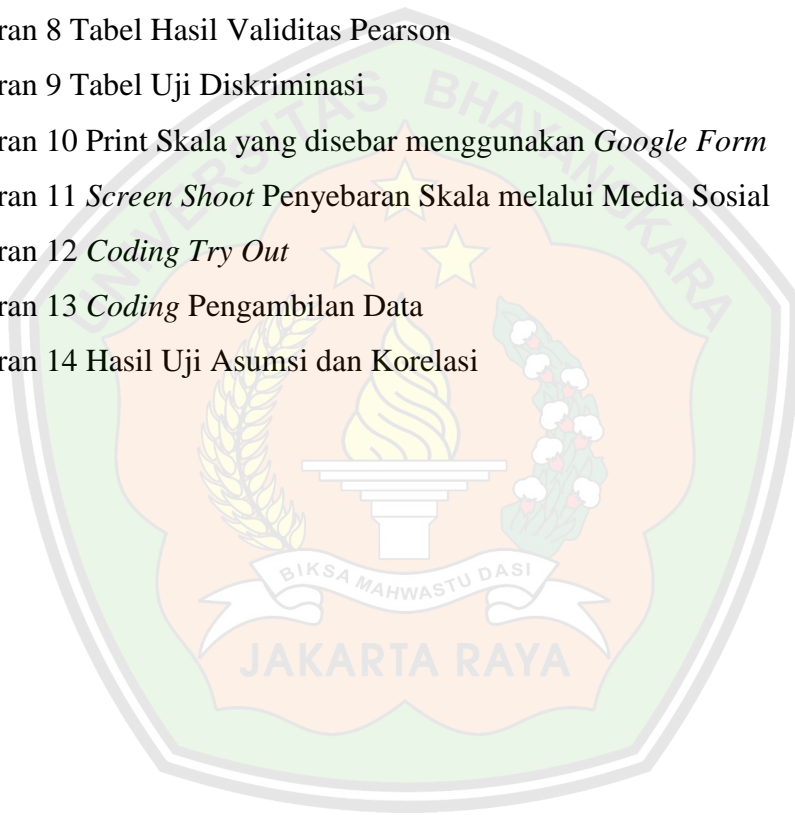 ran 8 Tabel Hasil Validitas Pearson
ran 9 Tabel Uji Diskriminasi
ran 10 Print Skala yang disebar menggunakan Google Form
ran 11 Screen Shoot Penyebaran Skala melalui Media Sosial
ran 12 Coding Try Out
ran 13 Coding Pengambilan Data
ran 14 Hasil Uji Asumsi dan Korelasi
UNIVERSITAS BHAYANGKARA
BIKSA MAHWASTU DASI
JAKARTA RAYA